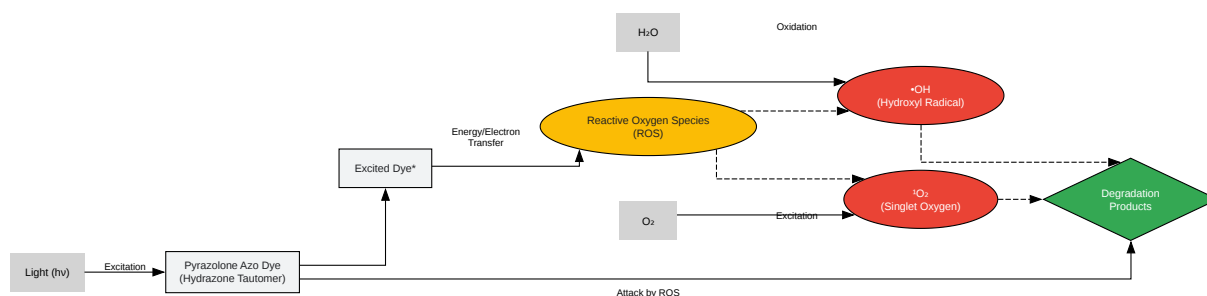 H₂O
Oxidation
•OH
(Hydroxyl Radical)
Reactive Oxygen Species
(ROS)
Energy/Electron
Transfer
Excited Dye*
¹O₂
(Singlet Oxygen)
Degradation
Products
O₂
Excitation
Light (hν)
Excitation
Pyrazolone Azo Dye
(Hydrazone Tautomer)
Attack by ROS